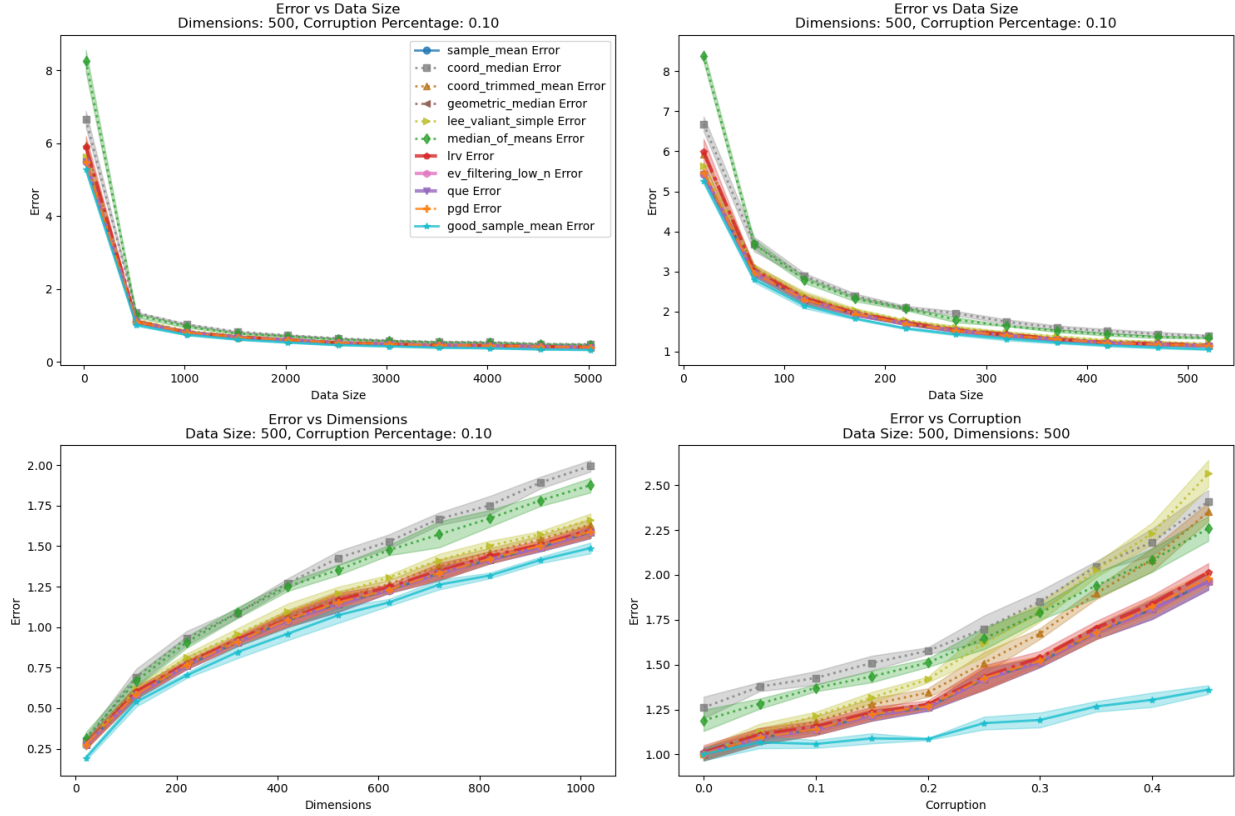 Error vs Data Size
Dimensions: 500, Corruption Percentage: 0.10
8
6
4
2
0
Error
0 1000 2000 3000 4000 5000
Data Size
sample_mean Error
coord_median Error
coord_trimmed_mean Error
geometric_median Error
lee_valiant_simple Error
median_of_means Error
lrv Error
ev_filtering_low_n Error
que Error
pgd Error
good_sample_mean Error
Error vs Data Size
Dimensions: 500, Corruption Percentage: 0.10
8
7
6
5
4
3
2
1
Error
0 100 200 300 400 500
Data Size
Error vs Dimensions
Data Size: 500, Corruption Percentage: 0.10
2.00
1.75
1.50
1.25
1.00
0.75
0.50
0.25
Error
0 200 400 600 800 1000
Dimensions
Error vs Corruption
Data Size: 500, Dimensions: 500
2.50
2.25
2.00
1.75
1.50
1.25
1.00
Error
0.0 0.1 0.2 0.3 0.4
Corruption